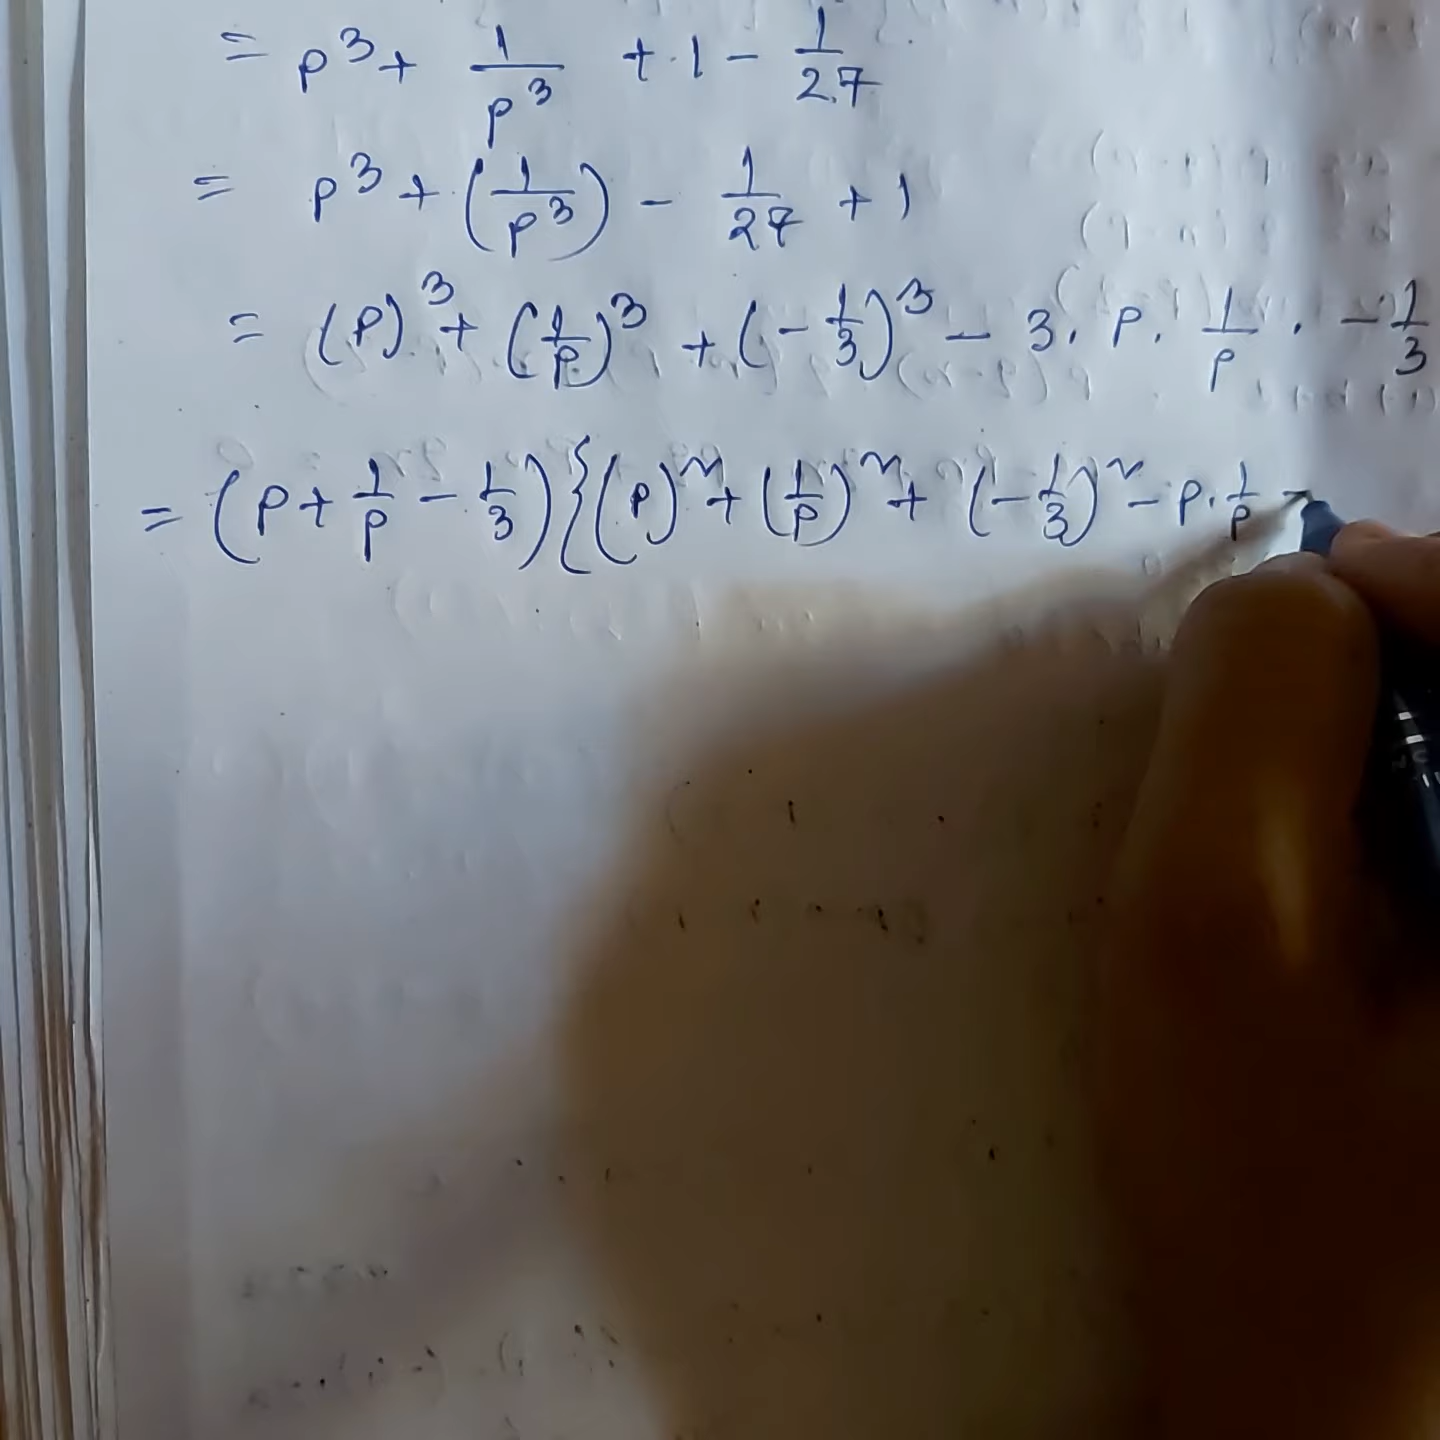 = p³ + 1/p³ + 1 - 1/27
= p³ + (1/p³) - 1/27 + 1
= (p)³ + (1/p)³ + (-1/3)³ - 3 . p . 1/p . -1/3
= (p + 1/p - 1/3){(p)² + (1/p)² + (-1/3)² - p . 1/p -